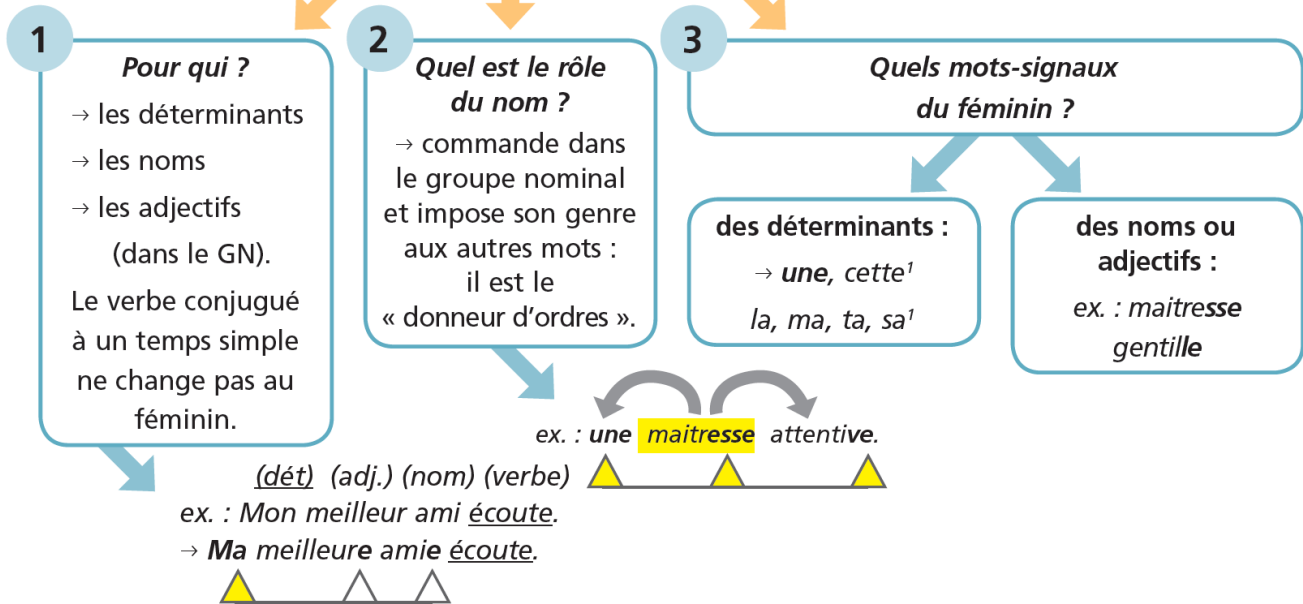 1
Pour qui ?
→ les déterminants
→ les noms
→ les adjectifs
(dans le GN).
Le verbe conjugué
à un temps simple
ne change pas au
féminin.
(dét) (adj.) (nom) (verbe)
ex. : Mon meilleur ami écoute.
→ Ma meilleure amie écoute.
2
Quel est le rôle
du nom ?
→ commande dans
le groupe nominal
et impose son genre
aux autres mots :
il est le
« donneur d’ordres ».
ex. : une maitresse attentive.
3
Quels mots-signaux
du féminin ?
des déterminants :
→ une, cette¹
la, ma, ta, sa¹
des noms ou
adjectifs :
ex. : maitresse
gentille